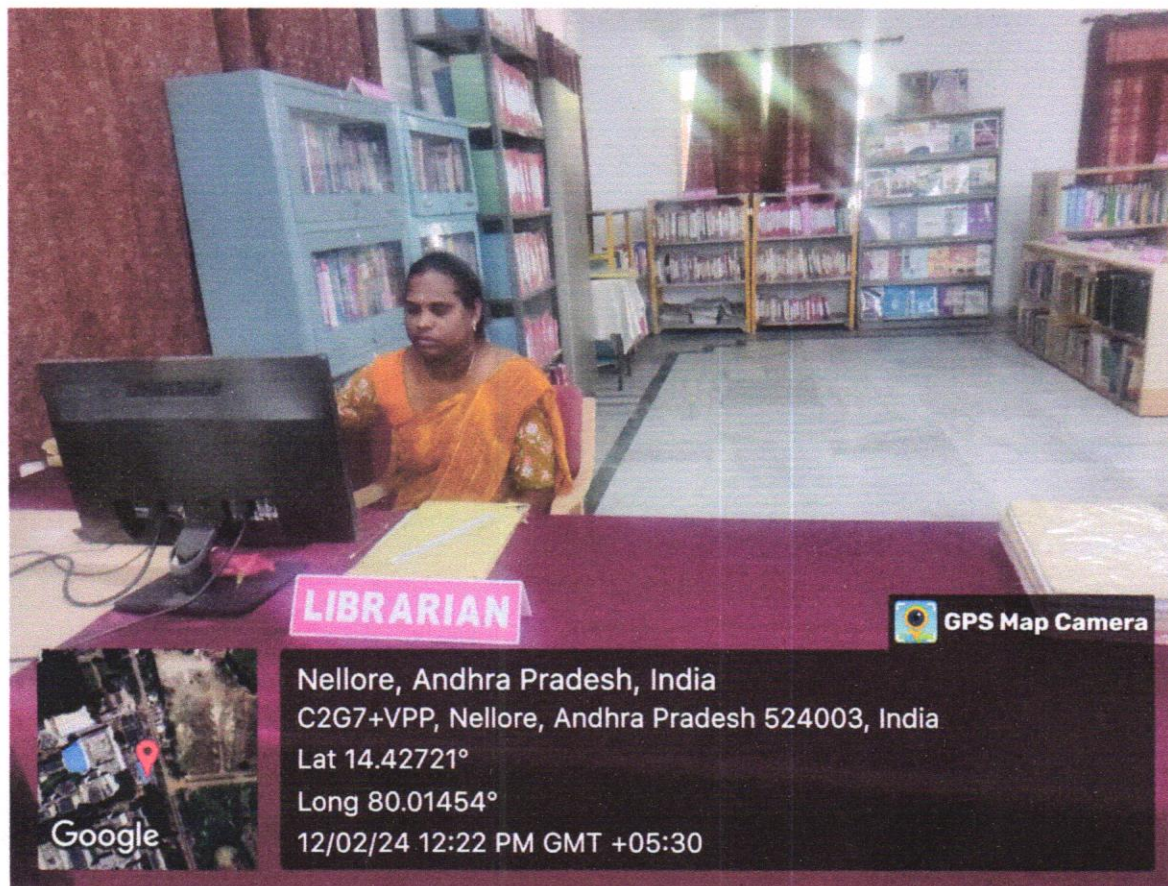 LIBRARIAN
GPS Map Camera
Nellore, Andhra Pradesh, India
C2G7+VPP, Nellore, Andhra Pradesh 524003, India
Lat 14.42721°
Long 80.01454°
12/02/24 12:22 PM GMT +05:30
Google